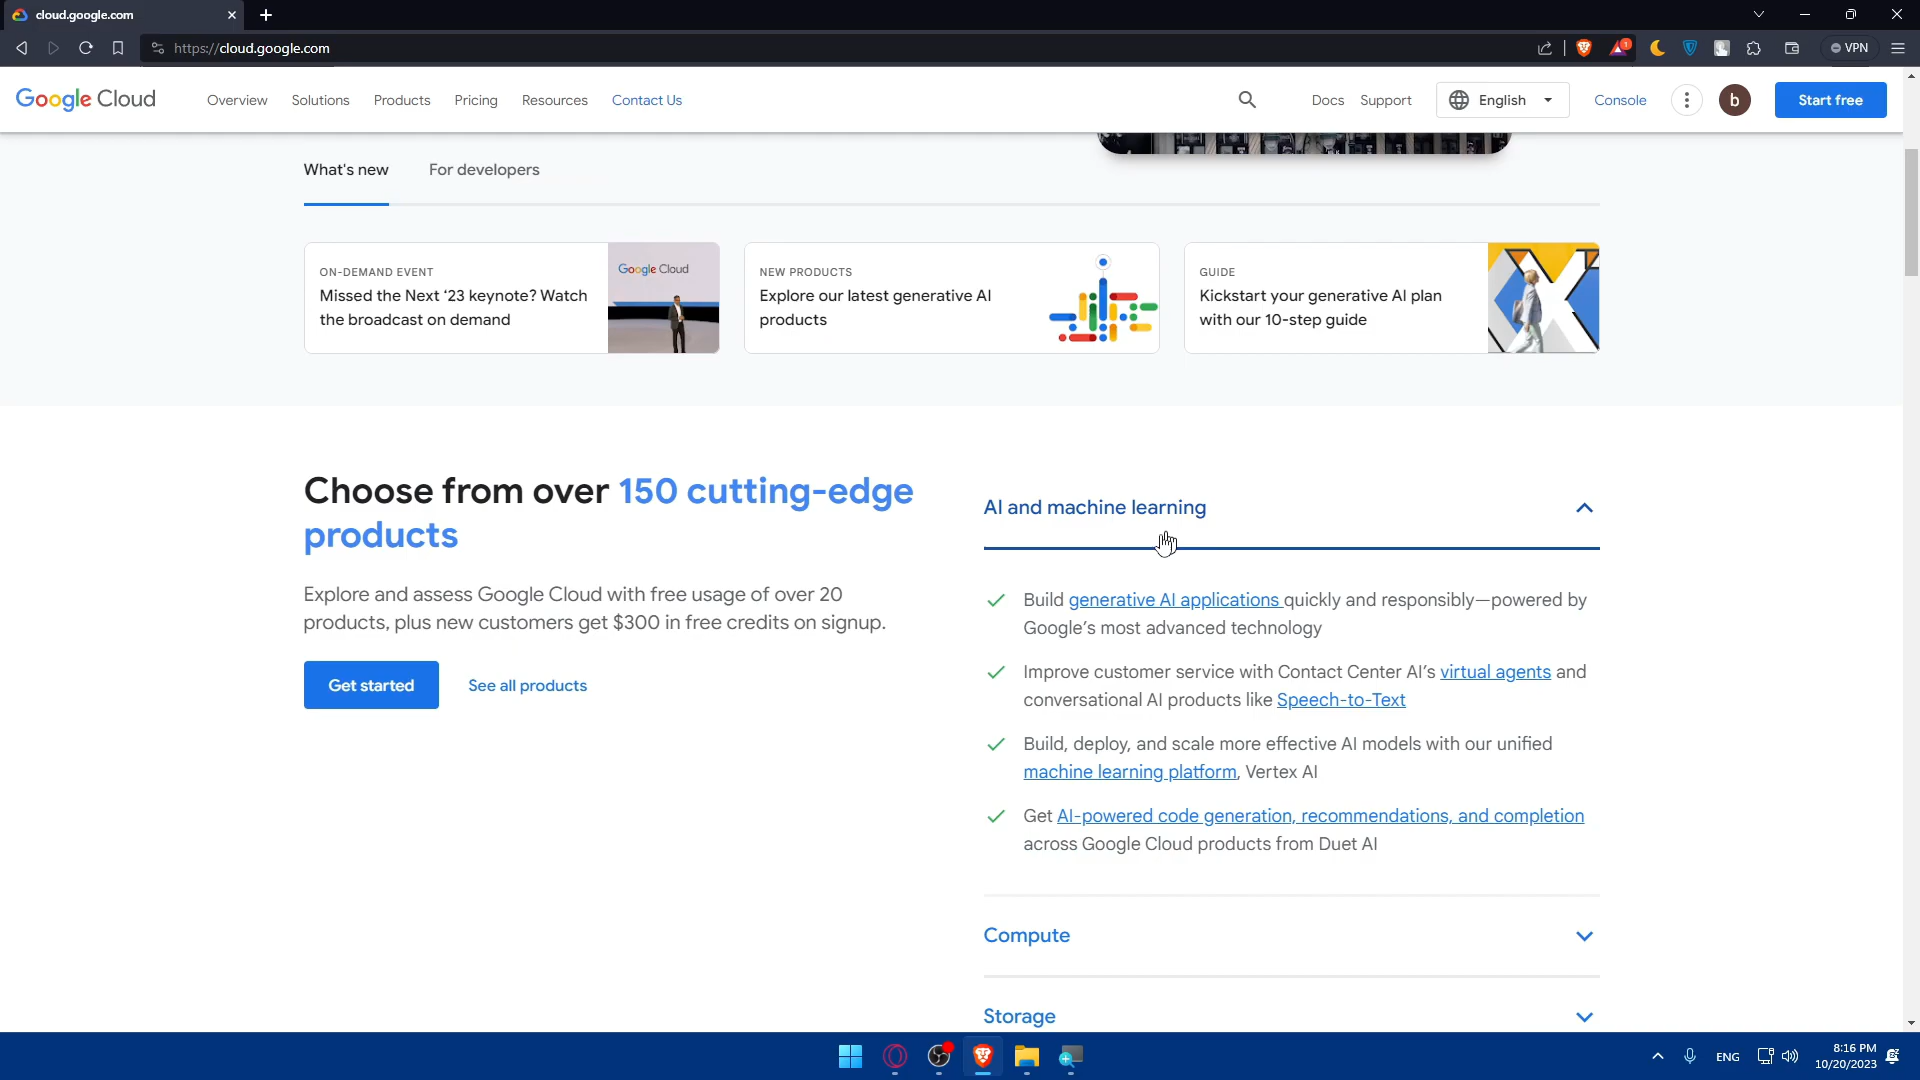 cloud.google.com
https://cloud.google.com
1
VPN
Google Cloud
Overview
Solutions
Products
Pricing
Resources
Contact Us
Docs
Support
English
Console
b
Start free
What's new
For developers
ON-DEMAND EVENT
Missed the Next ‘23 keynote? Watch
the broadcast on demand
Google Cloud
NEW PRODUCTS
Explore our latest generative AI
products
GUIDE
Kickstart your generative AI plan
with our 10-step guide
Choose from over 150 cutting-edge
products
Explore and assess Google Cloud with free usage of over 20
products, plus new customers get $300 in free credits on signup.
Get started
See all products
AI and machine learning
Build generative AI applications quickly and responsibly—powered by
Google’s most advanced technology
Improve customer service with Contact Center AI’s virtual agents and
conversational AI products like Speech-to-Text
Build, deploy, and scale more effective AI models with our unified
machine learning platform, Vertex AI
Get AI-powered code generation, recommendations, and completion
across Google Cloud products from Duet AI
Compute
Storage
ENG
8:16 PM
10/20/2023